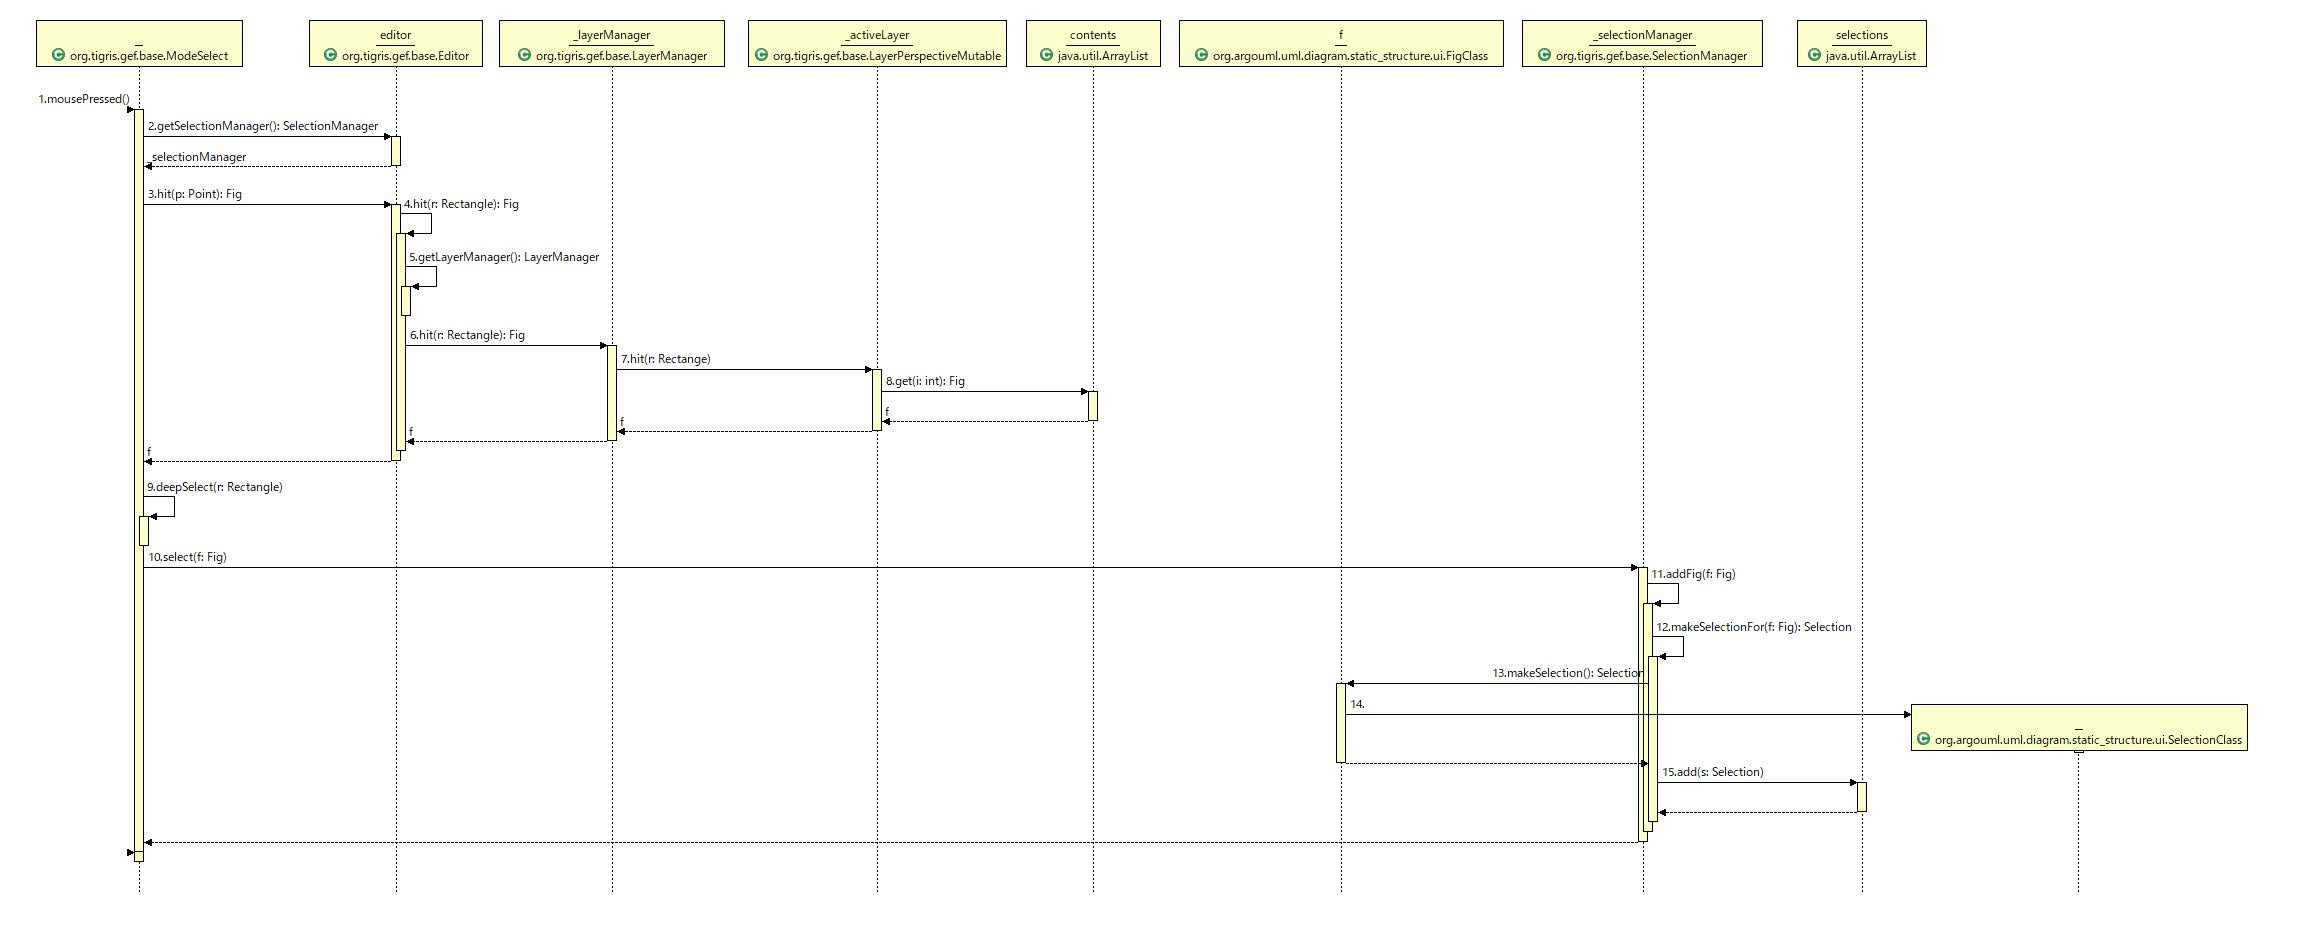 _
org.tigris.gef.base.ModeSelect
editor
org.tigris.gef.base.Editor
_layerManager
org.tigris.gef.base.LayerManager
_activeLayer
org.tigris.gef.base.LayerPerspectiveMutable
contents
java.util.ArrayList
f
org.argouml.uml.diagram.static_structure.ui.FigClass
_selectionManager
org.tigris.gef.base.SelectionManager
selections
java.util.ArrayList
1.mousePressed()
2.getSelectionManager(): SelectionManager
_selectionManager
3.hit(p: Point): Fig
4.hit(r: Rectangle): Fig
5.getLayerManager(): LayerManager
6.hit(r: Rectangle): Fig
7.hit(r: Rectange)
8.get(i: int): Fig
f
f
f
f
9.deepSelect(r: Rectangle)
10.select(f: Fig)
11.addFig(f: Fig)
12.makeSelectionFor(f: Fig): Selection
13.makeSelection(): Selection
14.
_
org.argouml.uml.diagram.static_structure.ui.SelectionClass
15.add(s: Selection)